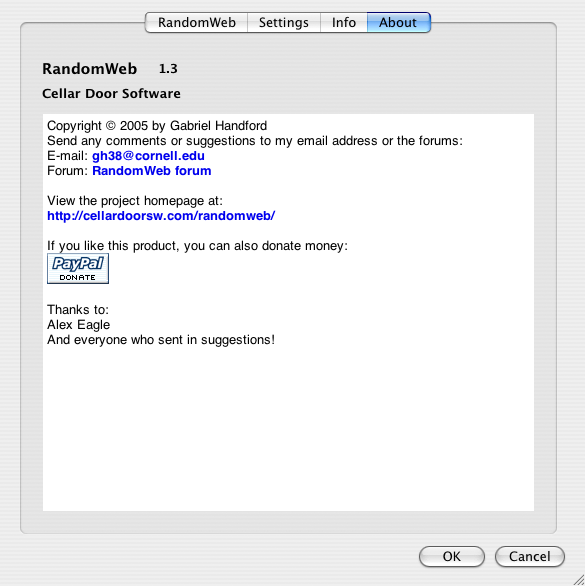 RandomWeb Settings Info About
RandomWeb 1.3
Cellar Door Software
Copyright © 2005 by Gabriel Handford
Send any comments or suggestions to my email address or the forums:
E-mail: gh38@cornell.edu
Forum: RandomWeb forum
View the project homepage at:
http://cellardoorsw.com/randomweb/
If you like this product, you can also donate money:
PayPal
DONATE
Thanks to:
Alex Eagle
And everyone who sent in suggestions!
OK Cancel